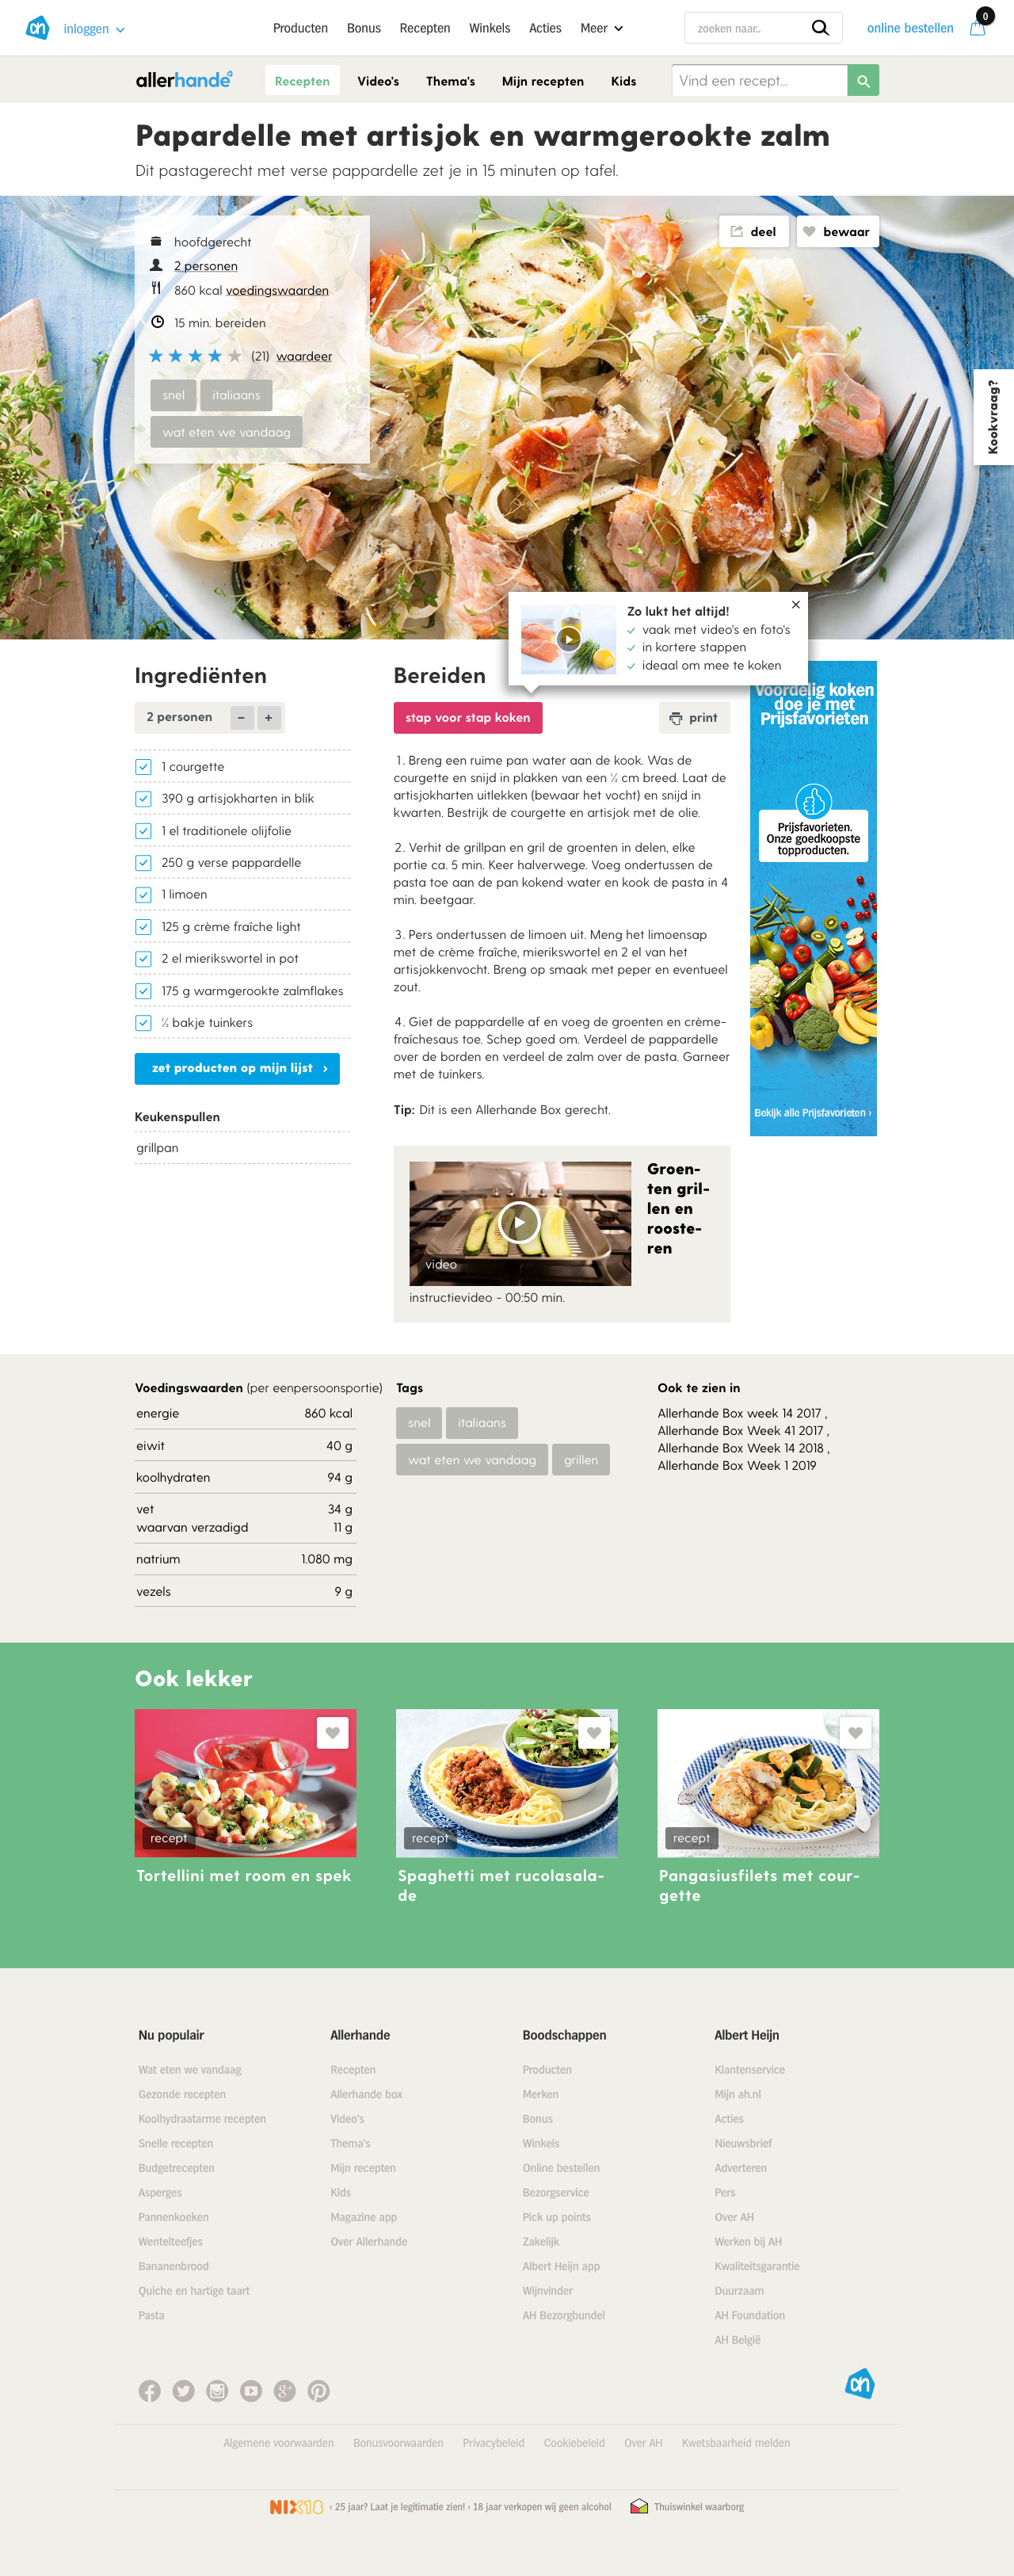 inloggen
Producten
Bonus
Recepten
Winkels
Acties
Meer
zoeken naar..
online bestellen
0
allerhande
Recepten
Video's
Thema's
Mijn recepten
Kids
Vind een recept...
Papardelle met artisjok en warmgerookte zalm
Dit pastagerecht met verse pappardelle zet je in 15 minuten op tafel.
hoofdgerecht
2 personen
860 kcal voedingswaarden
15 min. bereiden
(21) waardeer
snel
italiaans
wat eten we vandaag
deel
bewaar
Kookvraag?
Zo lukt het altijd!
vaak met video's en foto's
in kortere stappen
ideaal om mee te koken
Ingrediënten
2 personen
1 courgette
390 g artisjokharten in blik
1 el traditionele olijfolie
250 g verse pappardelle
1 limoen
125 g crème fraîche light
2 el mierikswortel in pot
175 g warmgerookte zalmflakes
½ bakje tuinkers
zet producten op mijn lijst
Keukenspullen
grillpan
Bereiden
stap voor stap koken
print
1. Breng een ruime pan water aan de kook. Was de
courgette en snijd in plakken van een ½ cm breed. Laat de
artisjokharten uitlekken (bewaar het vocht) en snijd in
kwarten. Bestrijk de courgette en artisjok met de olie.
2. Verhit de grillpan en gril de groenten in delen, elke
portie ca. 5 min. Keer halverwege. Voeg ondertussen de
pasta toe aan de pan kokend water en kook de pasta in 4
min. beetgaar.
3. Pers ondertussen de limoen uit. Meng het limoensap
met de crème fraîche, mierikswortel en 2 el van het
artisjokkenvocht. Breng op smaak met peper en eventueel
zout.
4. Giet de pappardelle af en voeg de groenten en crème-
fraîchesaus toe. Schep goed om. Verdeel de pappardelle
over de borden en verdeel de zalm over de pasta. Garneer
met de tuinkers.
Tip: Dit is een Allerhande Box gerecht.
video
instructievideo - 00:50 min.
Groen-
ten gril-
len en
rooste-
ren
Voordelig koken
doe je met
Prijsfavorieten
Prijsfavorieten.
Onze goedkoopste
topproducten.
Bekijk alle Prijsfavorieten ›
Voedingswaarden (per eenpersoonsportie)
energie 860 kcal
eiwit 40 g
koolhydraten 94 g
vet 34 g
waarvan verzadigd 11 g
natrium 1.080 mg
vezels 9 g
Tags
snel
italiaans
wat eten we vandaag
grillen
Ook te zien in
Allerhande Box week 14 2017 ,
Allerhande Box Week 41 2017 ,
Allerhande Box Week 14 2018 ,
Allerhande Box Week 1 2019
Ook lekker
recept
Tortellini met room en spek
recept
Spaghetti met rucolasala-
de
recept
Pangasiusfilets met cour-
gette
Nu populair
Wat eten we vandaag
Gezonde recepten
Koolhydraatarme recepten
Snelle recepten
Budgetrecepten
Asperges
Pannenkoeken
Wentelteefjes
Bananenbrood
Quiche en hartige taart
Pasta
Allerhande
Recepten
Allerhande box
Video's
Thema's
Mijn recepten
Kids
Magazine app
Over Allerhande
Boodschappen
Producten
Merken
Bonus
Winkels
Online bestellen
Bezorgservice
Pick up points
Zakelijk
Albert Heijn app
Wijnvinder
AH Bezorgbundel
Albert Heijn
Klantenservice
Mijn ah.nl
Acties
Nieuwsbrief
Adverteren
Pers
Over AH
Werken bij AH
Kwaliteitsgarantie
Duurzaam
AH Foundation
AH België
Algemene voorwaarden
Bonusvoorwaarden
Privacybeleid
Cookiebeleid
Over AH
Kwetsbaarheid melden
NIX18
‹ 25 jaar? Laat je legitimatie zien! ‹ 18 jaar verkopen wij geen alcohol
Thuiswinkel waarborg